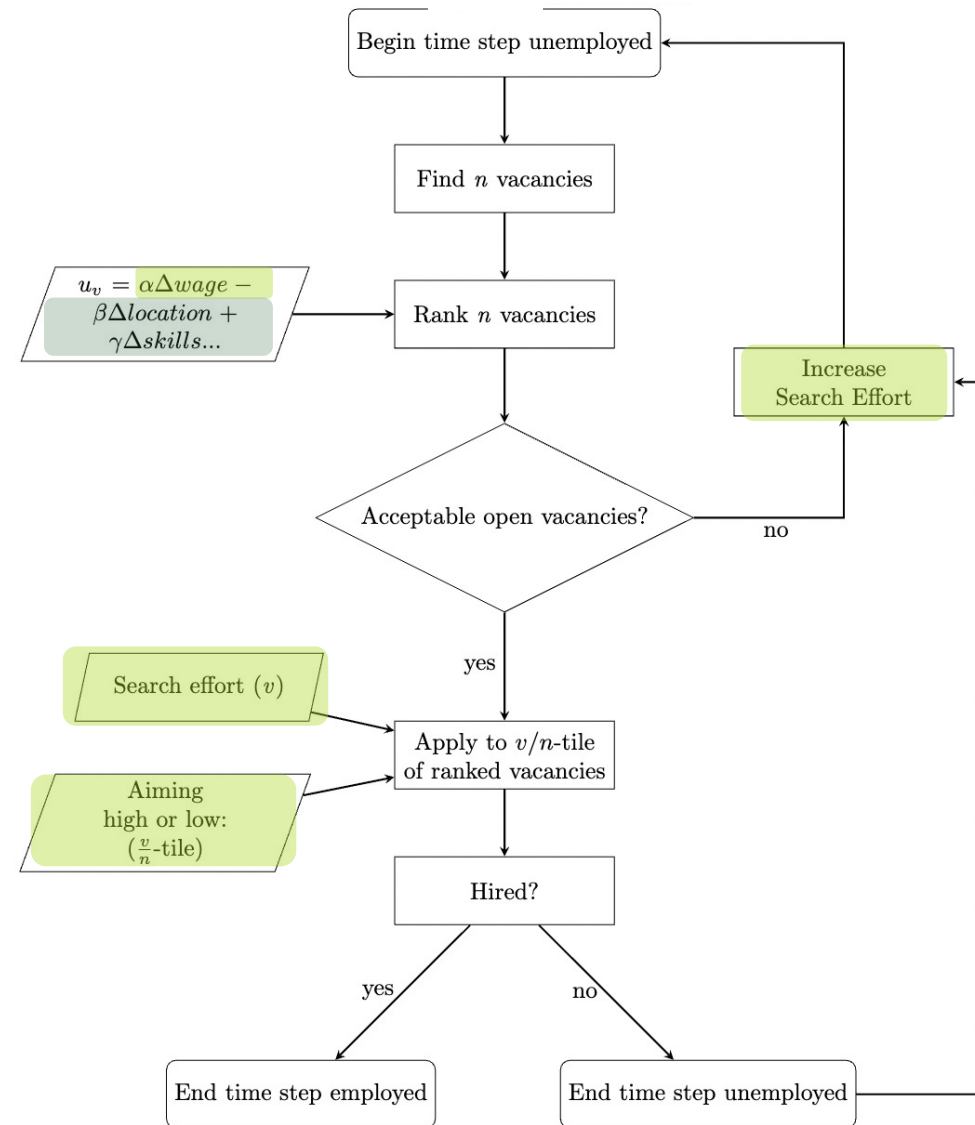 Begin time step unemployed
Find n vacancies
u_v = αΔwage −
βΔlocation +
γΔskills...
Rank n vacancies
Increase
Search Effort
Acceptable open vacancies?
no
yes
Search effort (v)
Apply to v/n-tile
of ranked vacancies
Aiming
high or low:
(v/n-tile)
Hired?
yes
no
End time step employed
End time step unemployed